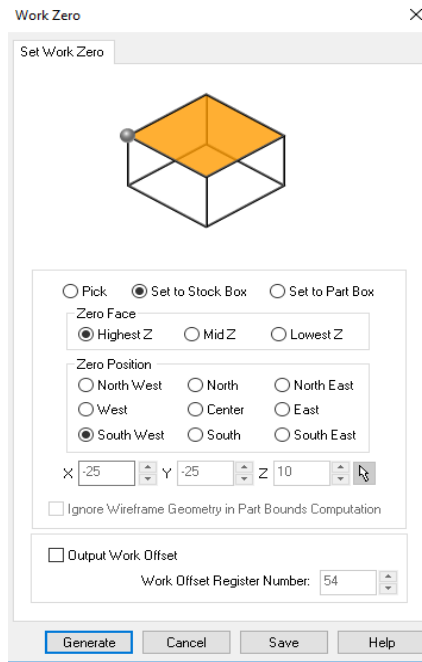 Work Zero
Set Work Zero
Pick Set to Stock Box Set to Part Box
Zero Face
Highest Z Mid Z Lowest Z
Zero Position
North West North North East
West Center East
South West South South East
X -25 Y -25 Z 10
Ignore Wireframe Geometry in Part Bounds Computation
Output Work Offset
Work Offset Register Number: 54
Generate Cancel Save Help